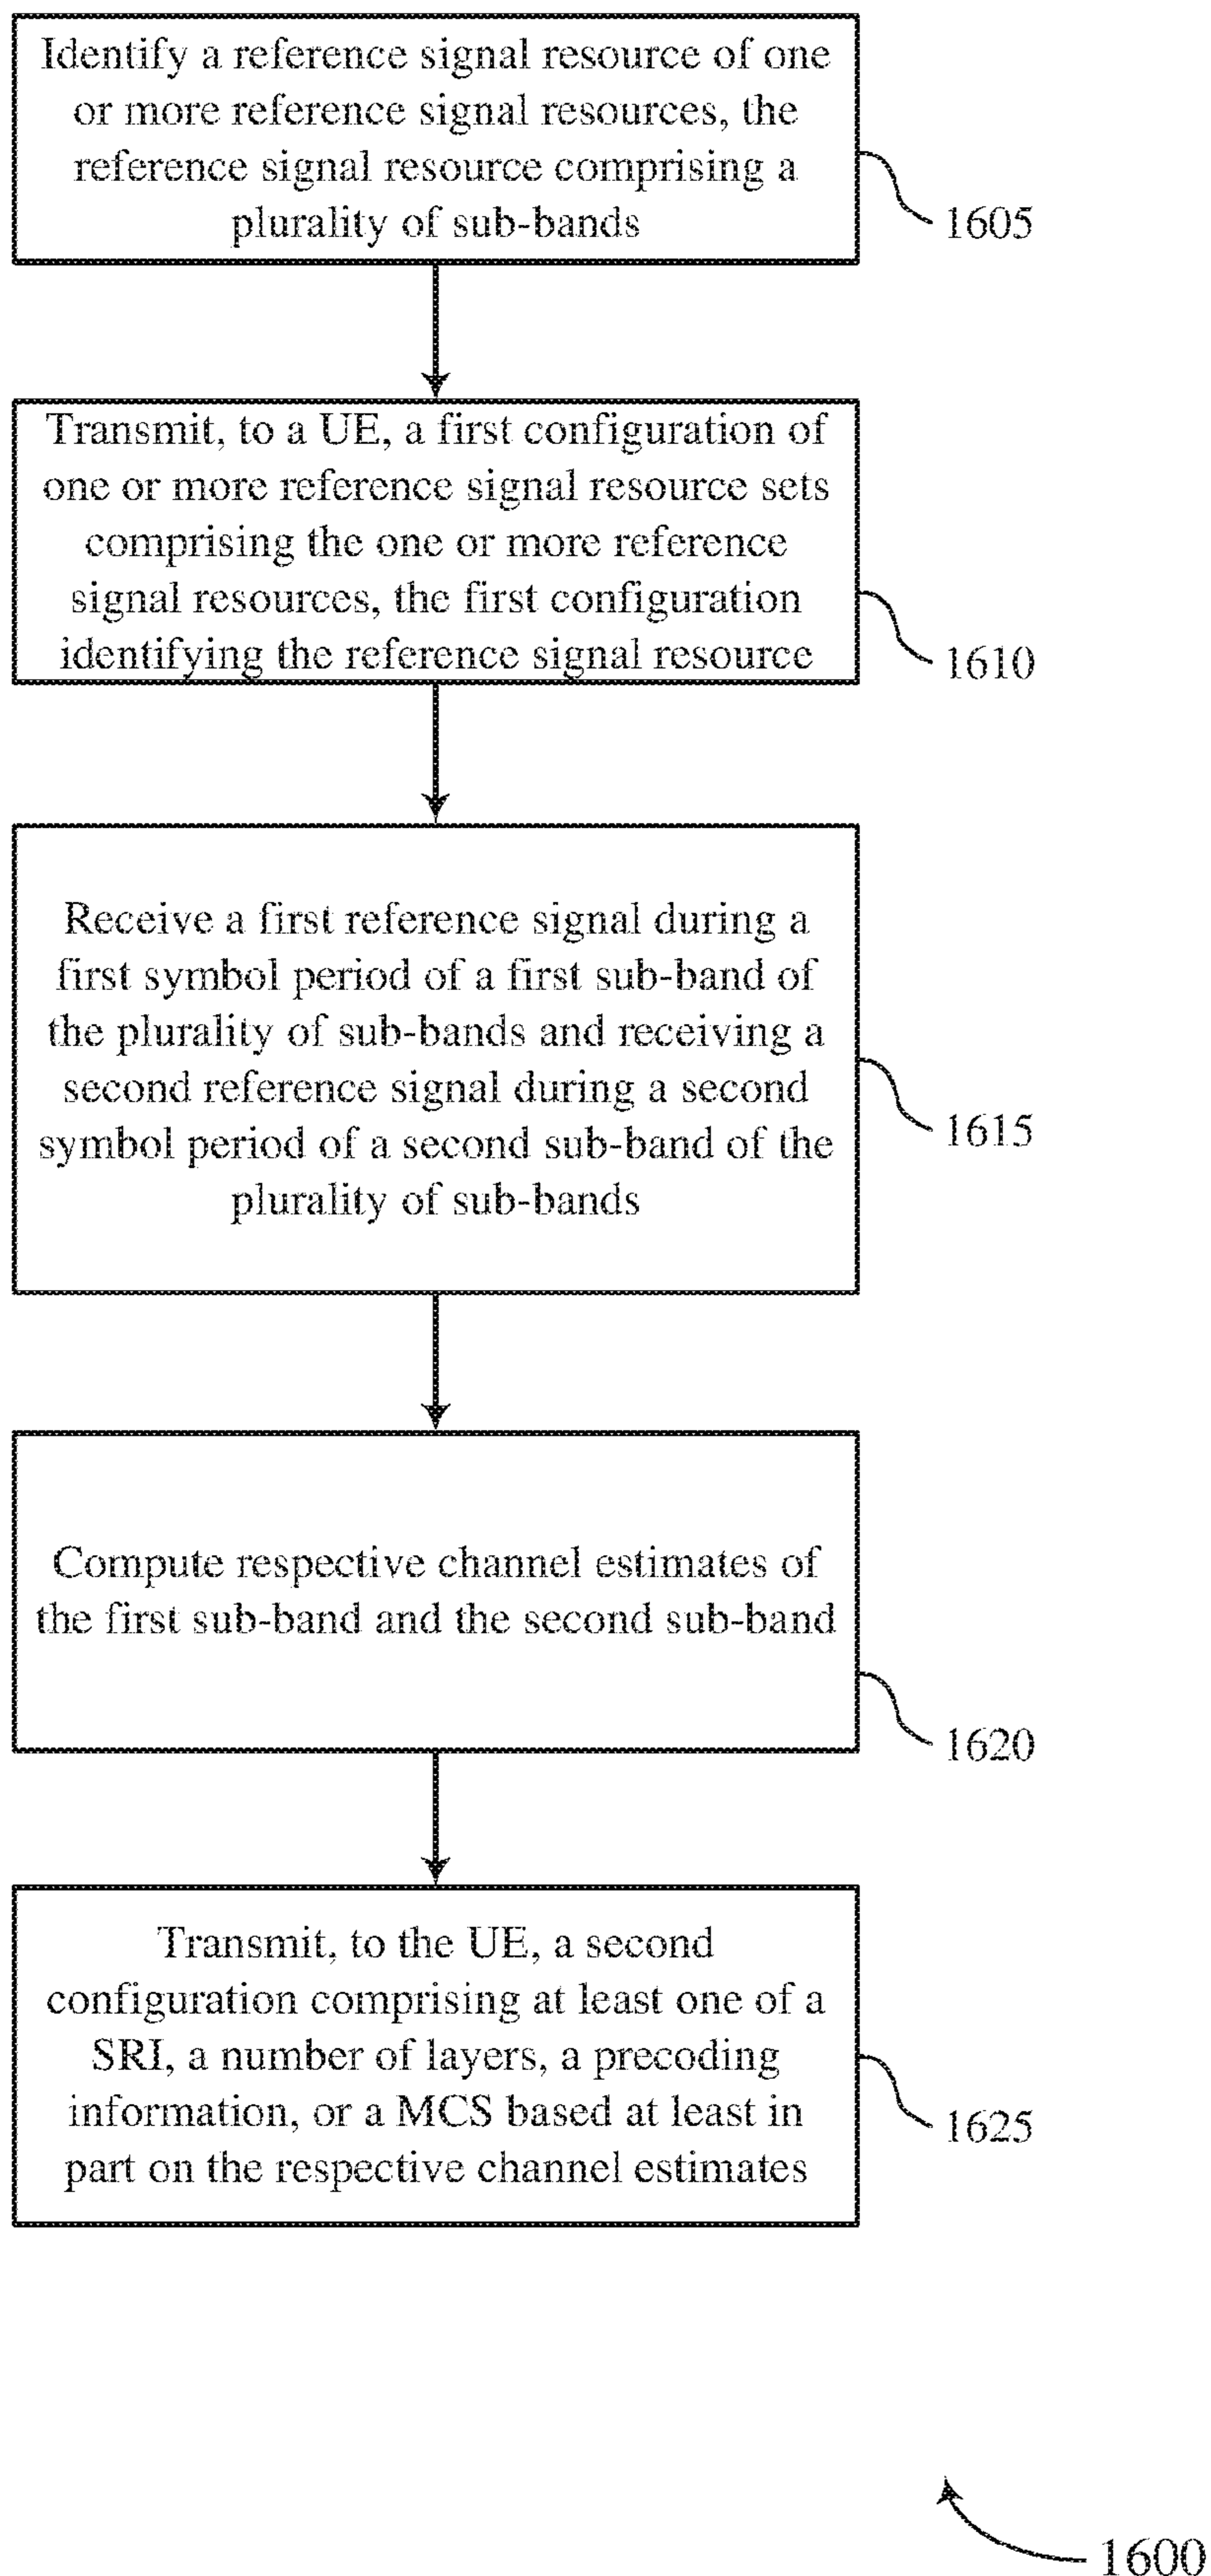 Identify a reference signal resource of one
or more reference signal resources, the
reference signal resource comprising a
plurality of sub-bands
1605
Transmit, to a UE, a first configuration of
one or more reference signal resource sets
comprising the one or more reference
signal resources, the first configuration
identifying the reference signal resource
1610
Receive a first reference signal during a
first symbol period of a first sub-band of
the plurality of sub-bands and receiving a
second reference signal during a second
symbol period of a second sub-band of the
plurality of sub-bands
1615
Compute respective channel estimates of
the first sub-band and the second sub-band
1620
Transmit, to the UE, a second
configuration comprising at least one of a
SRI, a number of layers, a precoding
information, or a MCS based at least in
part on the respective channel estimates
1625
1600